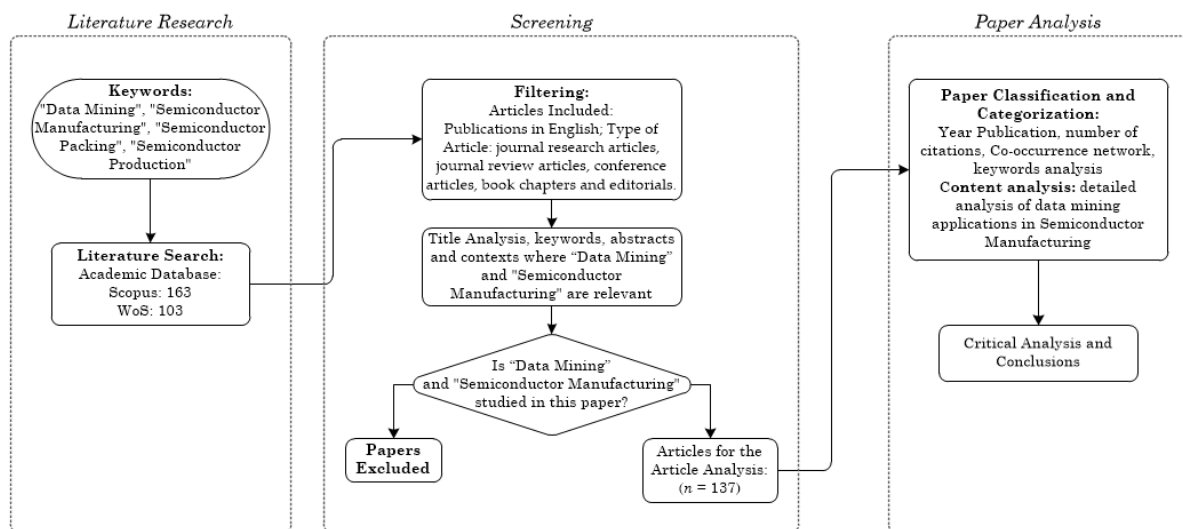 Literature Research
Keywords:
"Data Mining", "Semiconductor
Manufacturing", "Semiconductor
Packing", "Semiconductor
Production"
Literature Search:
Academic Database:
Scopus: 163
WoS: 103
Screening
Filtering:
Articles Included:
Publications in English; Type of
Article: journal research articles,
journal review articles, conference
articles, book chapters and editorials.
Title Analysis, keywords, abstracts
and contexts where “Data Mining”
and "Semiconductor
Manufacturing" are relevant
Is “Data Mining”
and "Semiconductor Manufacturing"
studied in this paper?
Papers
Excluded
Articles for the
Article Analysis:
(n = 137)
Paper Analysis
Paper Classification and
Categorization:
Year Publication, number of
citations, Co-occurrence network,
keywords analysis
Content analysis: detailed
analysis of data mining
applications in Semiconductor
Manufacturing
Critical Analysis and
Conclusions